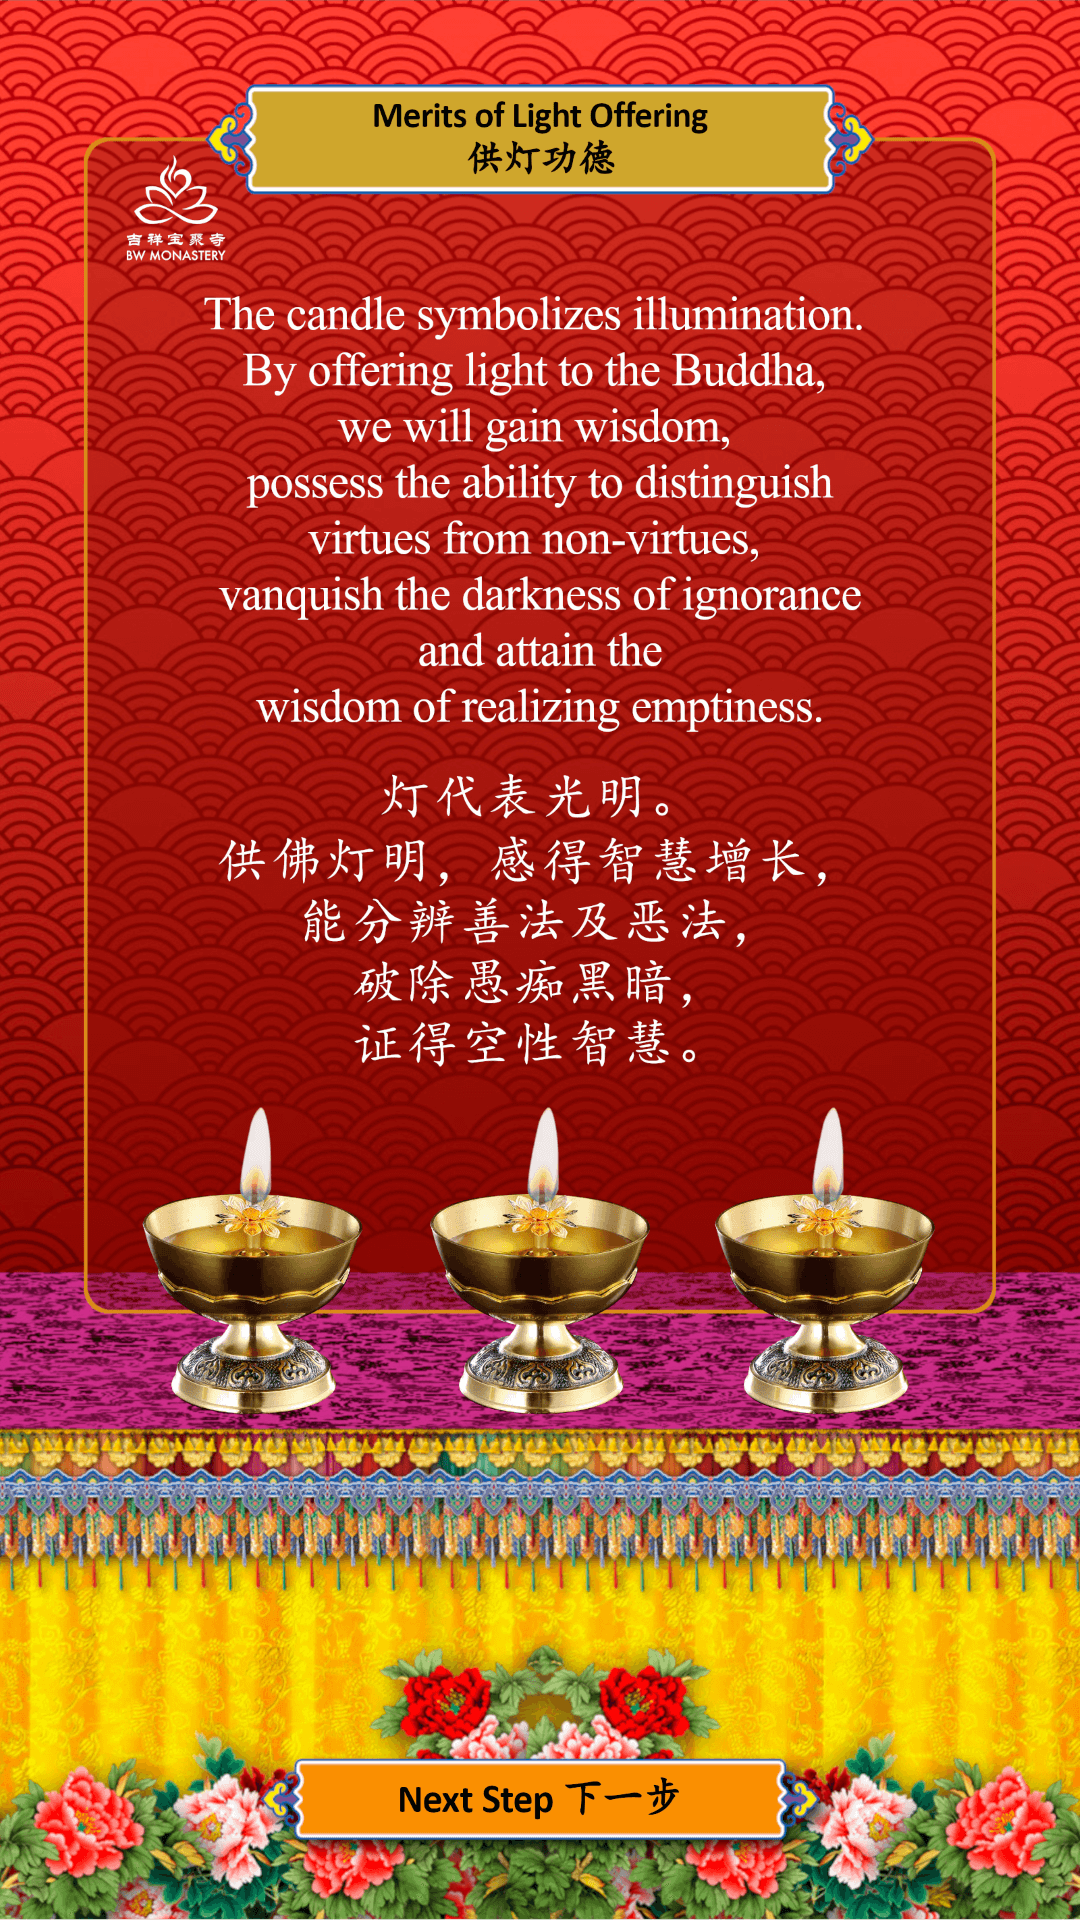 Merits of Light Offering
供灯功德
吉祥宝聚寺
BW MONASTERY
The candle symbolizes illumination.
By offering light to the Buddha,
we will gain wisdom,
possess the ability to distinguish
virtues from non-virtues,
vanquish the darkness of ignorance
and attain the
wisdom of realizing emptiness.
灯代表光明。
供佛灯明，感得智慧增长，
能分辨善法及恶法，
破除愚痴黑暗，
证得空性智慧。
Next Step 下一步